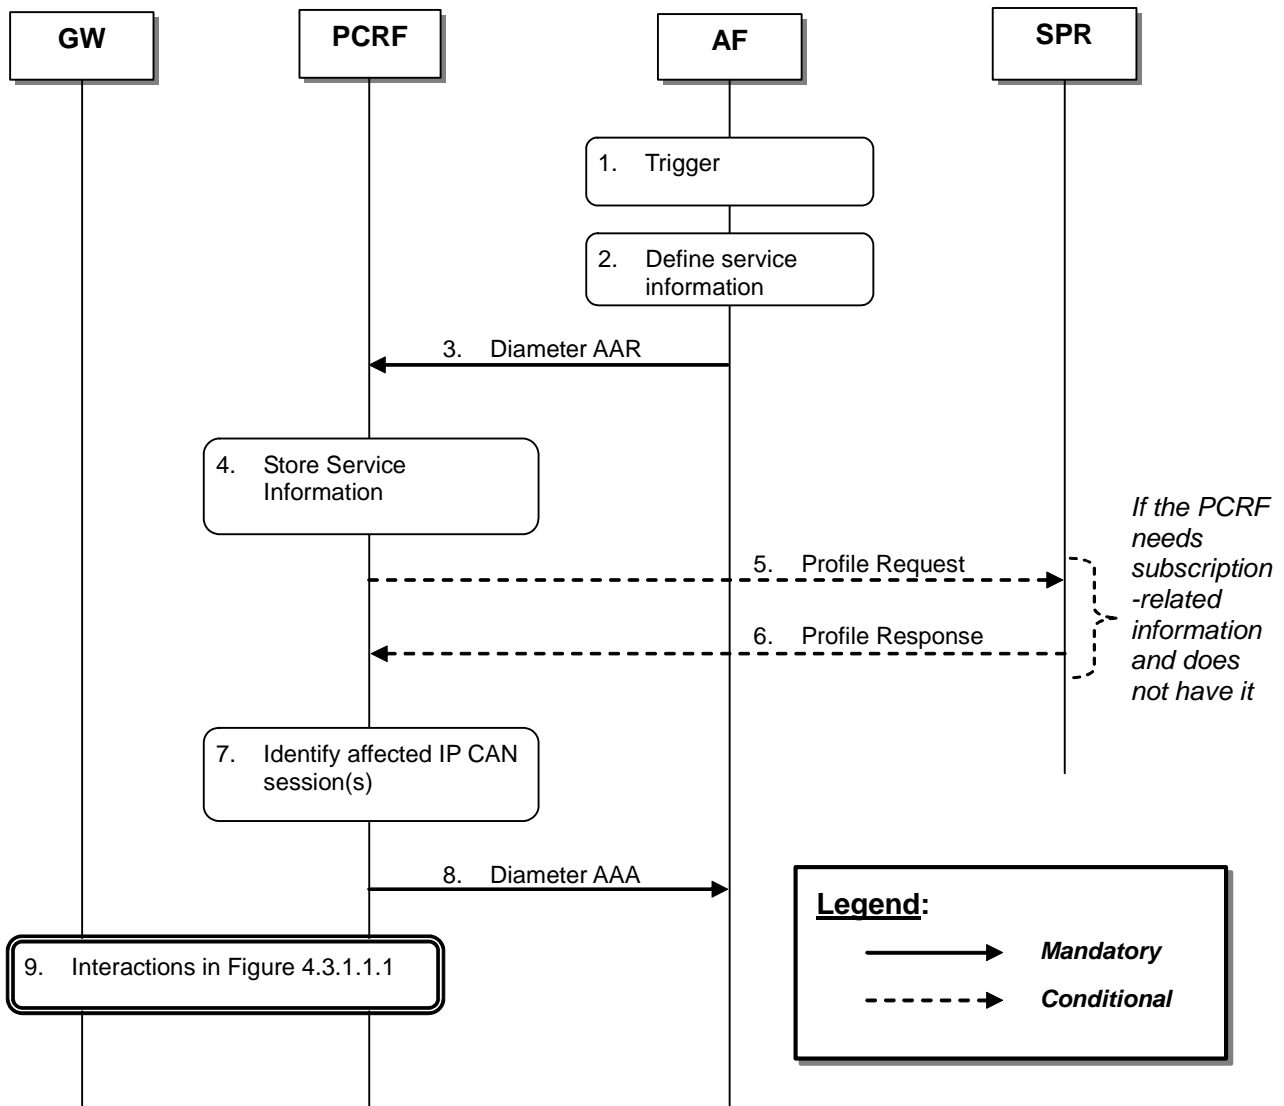 GW
PCRF
AF
SPR
1. Trigger
2. Define service
information
3. Diameter AAR
4. Store Service
Information
If the PCRF
needs
subscription
-related
information
and does
not have it
5. Profile Request
6. Profile Response
7. Identify affected IP CAN
session(s)
8. Diameter AAA
Legend:
Mandatory
Conditional
9. Interactions in Figure 4.3.1.1.1